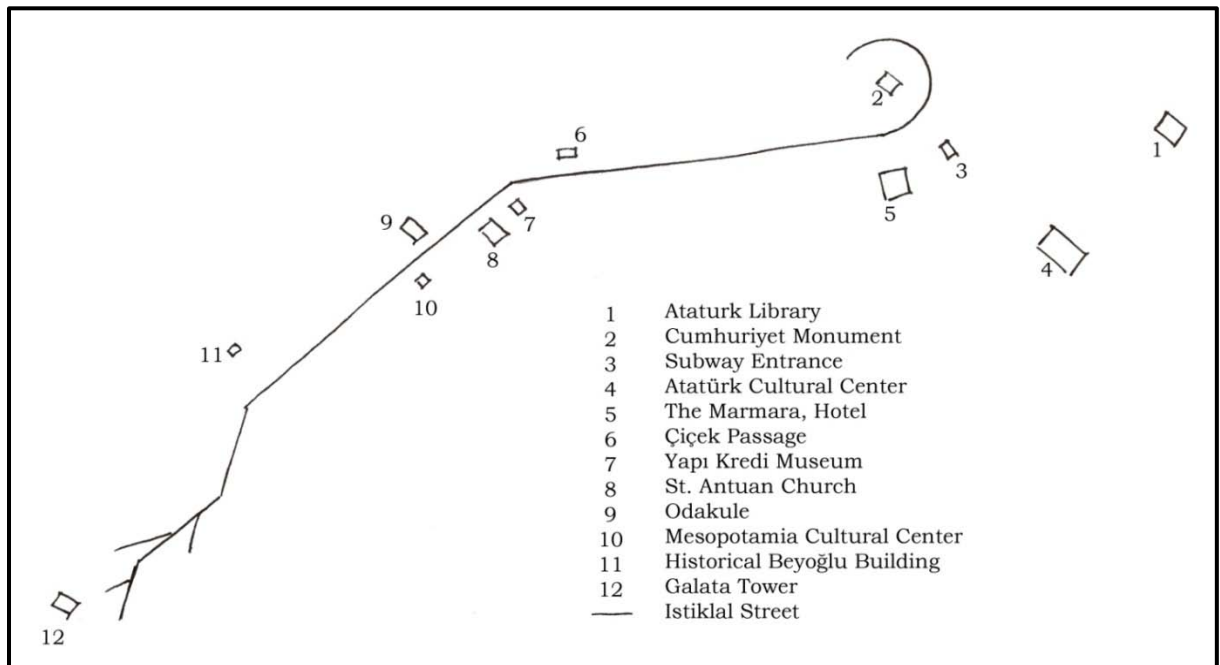 2
1
3
6
5
9
7
8
4
10
11
12
1 Ataturk Library
2 Cumhuriyet Monument
3 Subway Entrance
4 Atatürk Cultural Center
5 The Marmara, Hotel
6 Çiçek Passage
7 Yapı Kredi Museum
8 St. Antuan Church
9 Odakule
10 Mesopotamia Cultural Center
11 Historical Beyoğlu Building
12 Galata Tower
Istiklal Street